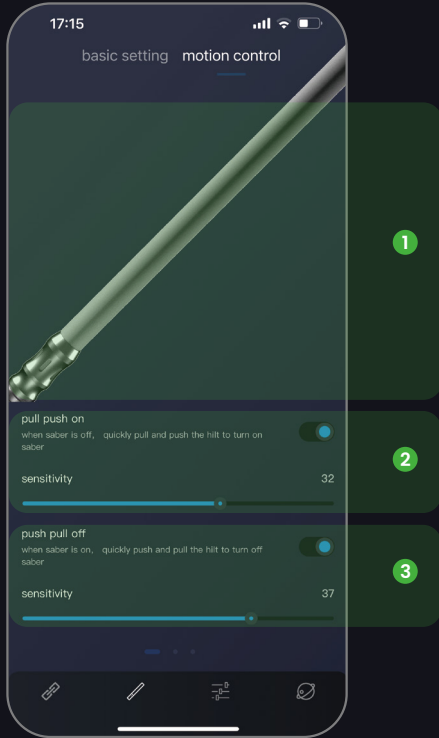 17:15
basic setting motion control
1
pull push on
when saber is off, quickly pull and push the hilt to turn on
saber
2
sensitivity 32
push pull off
when saber is on, quickly push and pull the hilt to turn off
saber
3
sensitivity 37